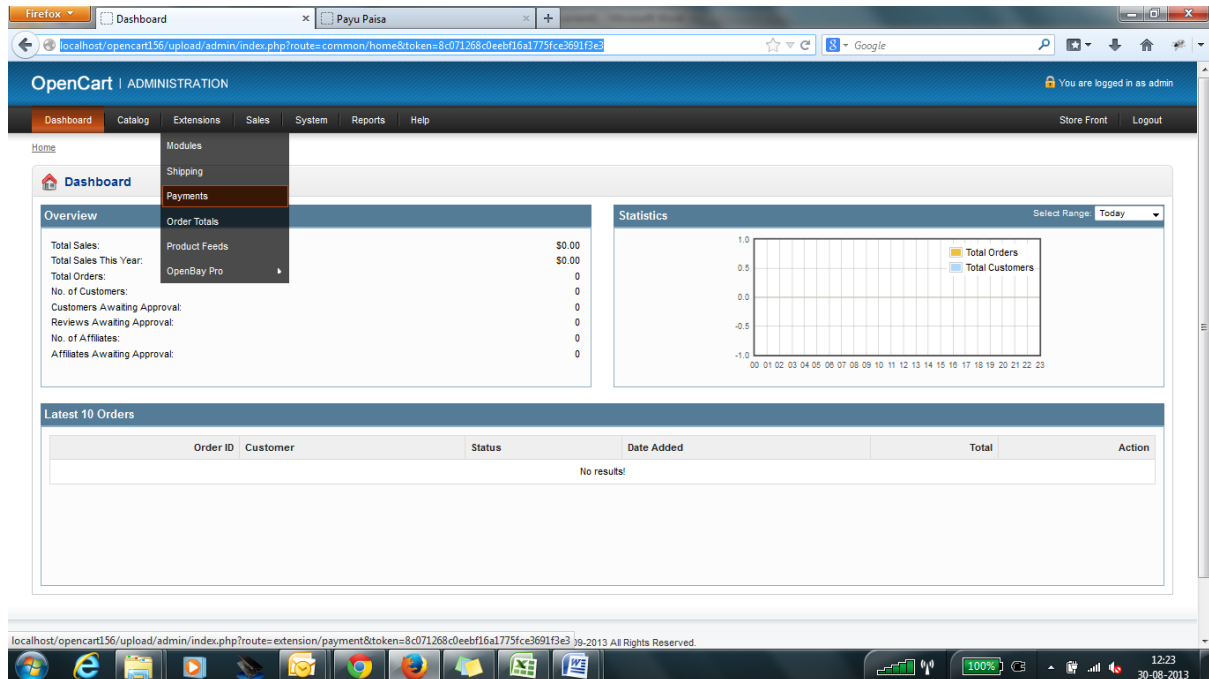 Firefox
Dashboard
Payu Paisa
localhost/opencart156/upload/admin/index.php?route=common/home&token=8c071268c0eebf16a1775fce3691f3e3
Google
OpenCart | ADMINISTRATION
You are logged in as admin
Dashboard Catalog Extensions Sales System Reports Help
Store Front Logout
Home
Modules
Shipping
Payments
Order Totals
Product Feeds
OpenBay Pro
Dashboard
Overview
Total Sales: $0.00
Total Sales This Year: $0.00
Total Orders: 0
No. of Customers: 0
Customers Awaiting Approval: 0
Reviews Awaiting Approval: 0
No. of Affiliates: 0
Affiliates Awaiting Approval: 0
Statistics
Select Range: Today
1.0
0.5
0.0
-0.5
-1.0
Total Orders
Total Customers
00 01 02 03 04 05 06 07 08 09 10 11 12 13 14 15 16 17 18 19 20 21 22 23
Latest 10 Orders
Order ID Customer Status Date Added Total Action
No results!
localhost/opencart156/upload/admin/index.php?route=extension/payment&token=8c071268c0eebf16a1775fce3691f3e3
09-2013 All Rights Reserved.
100%
12:23
30-08-2013